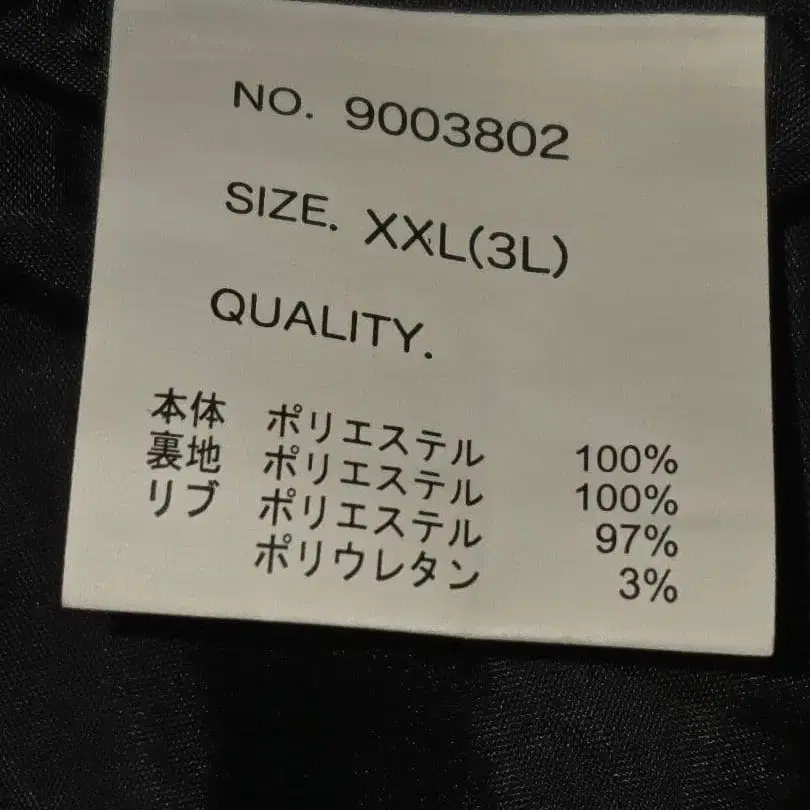 NO. 9003802
SIZE. XXL(3L)
QUALITY.
本体 ポリエステル 100%
裏地 ポリエステル 100%
リブ ポリエステル 97%
ポリウレタン 3%